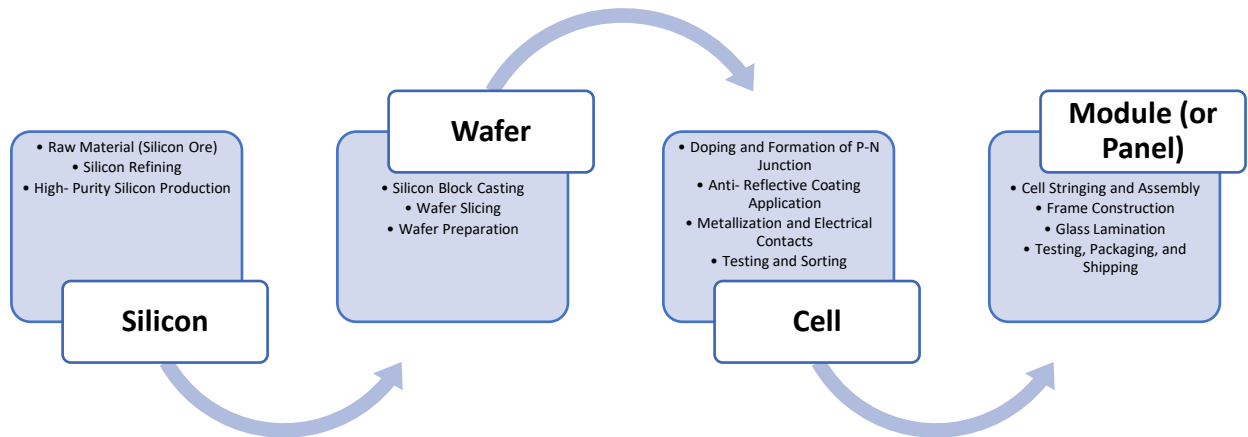 • Raw Material (Silicon Ore)
• Silicon Refining
• High- Purity Silicon Production
Silicon
Wafer
• Silicon Block Casting
• Wafer Slicing
• Wafer Preparation
• Doping and Formation of P-N
Junction
• Anti- Reflective Coating
Application
• Metallization and Electrical
Contacts
• Testing and Sorting
Cell
Module (or
Panel)
• Cell Stringing and Assembly
• Frame Construction
• Glass Lamination
• Testing, Packaging, and
Shipping